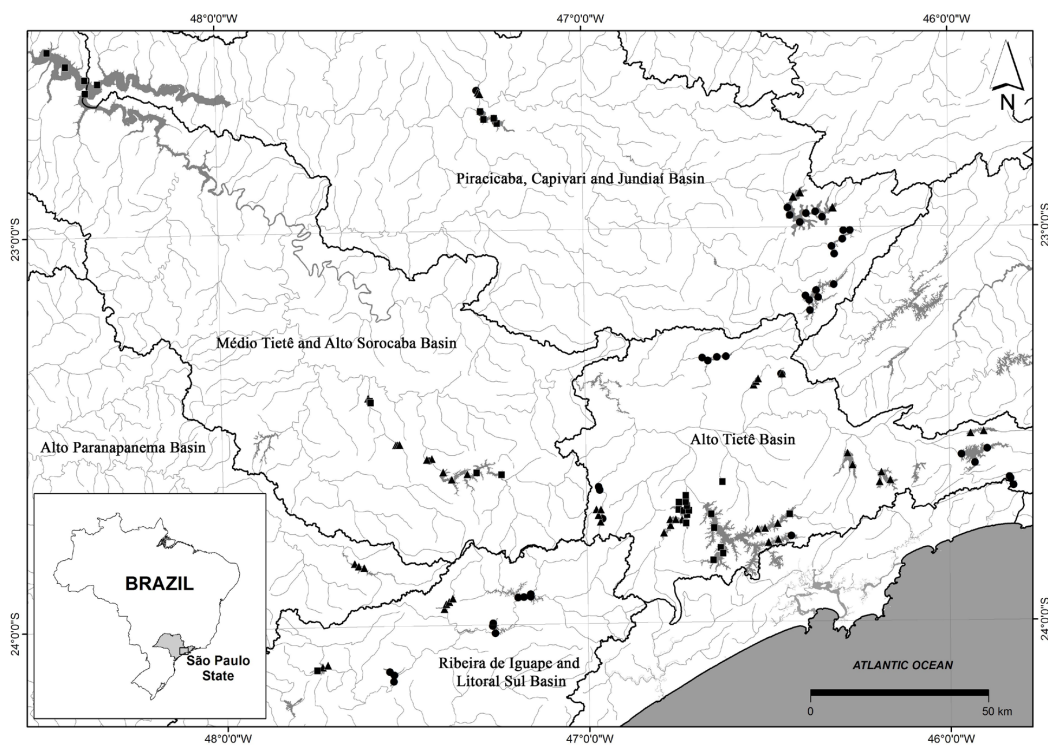 48°0'0"W
47°0'0"W
46°0'0"W
N
Piracicaba, Capivari and Jundiaí Basin
23°0'0"S
23°0'0"S
Médio Tietê and Alto Sorocaba Basin
Alto Paranapanema Basin
Alto Tietê Basin
BRAZIL
São Paulo
State
24°0'0"S
24°0'0"S
Ribeira de Iguape and
Litoral Sul Basin
ATLANTIC OCEAN
0
50 km
48°0'0"W
47°0'0"W
46°0'0"W